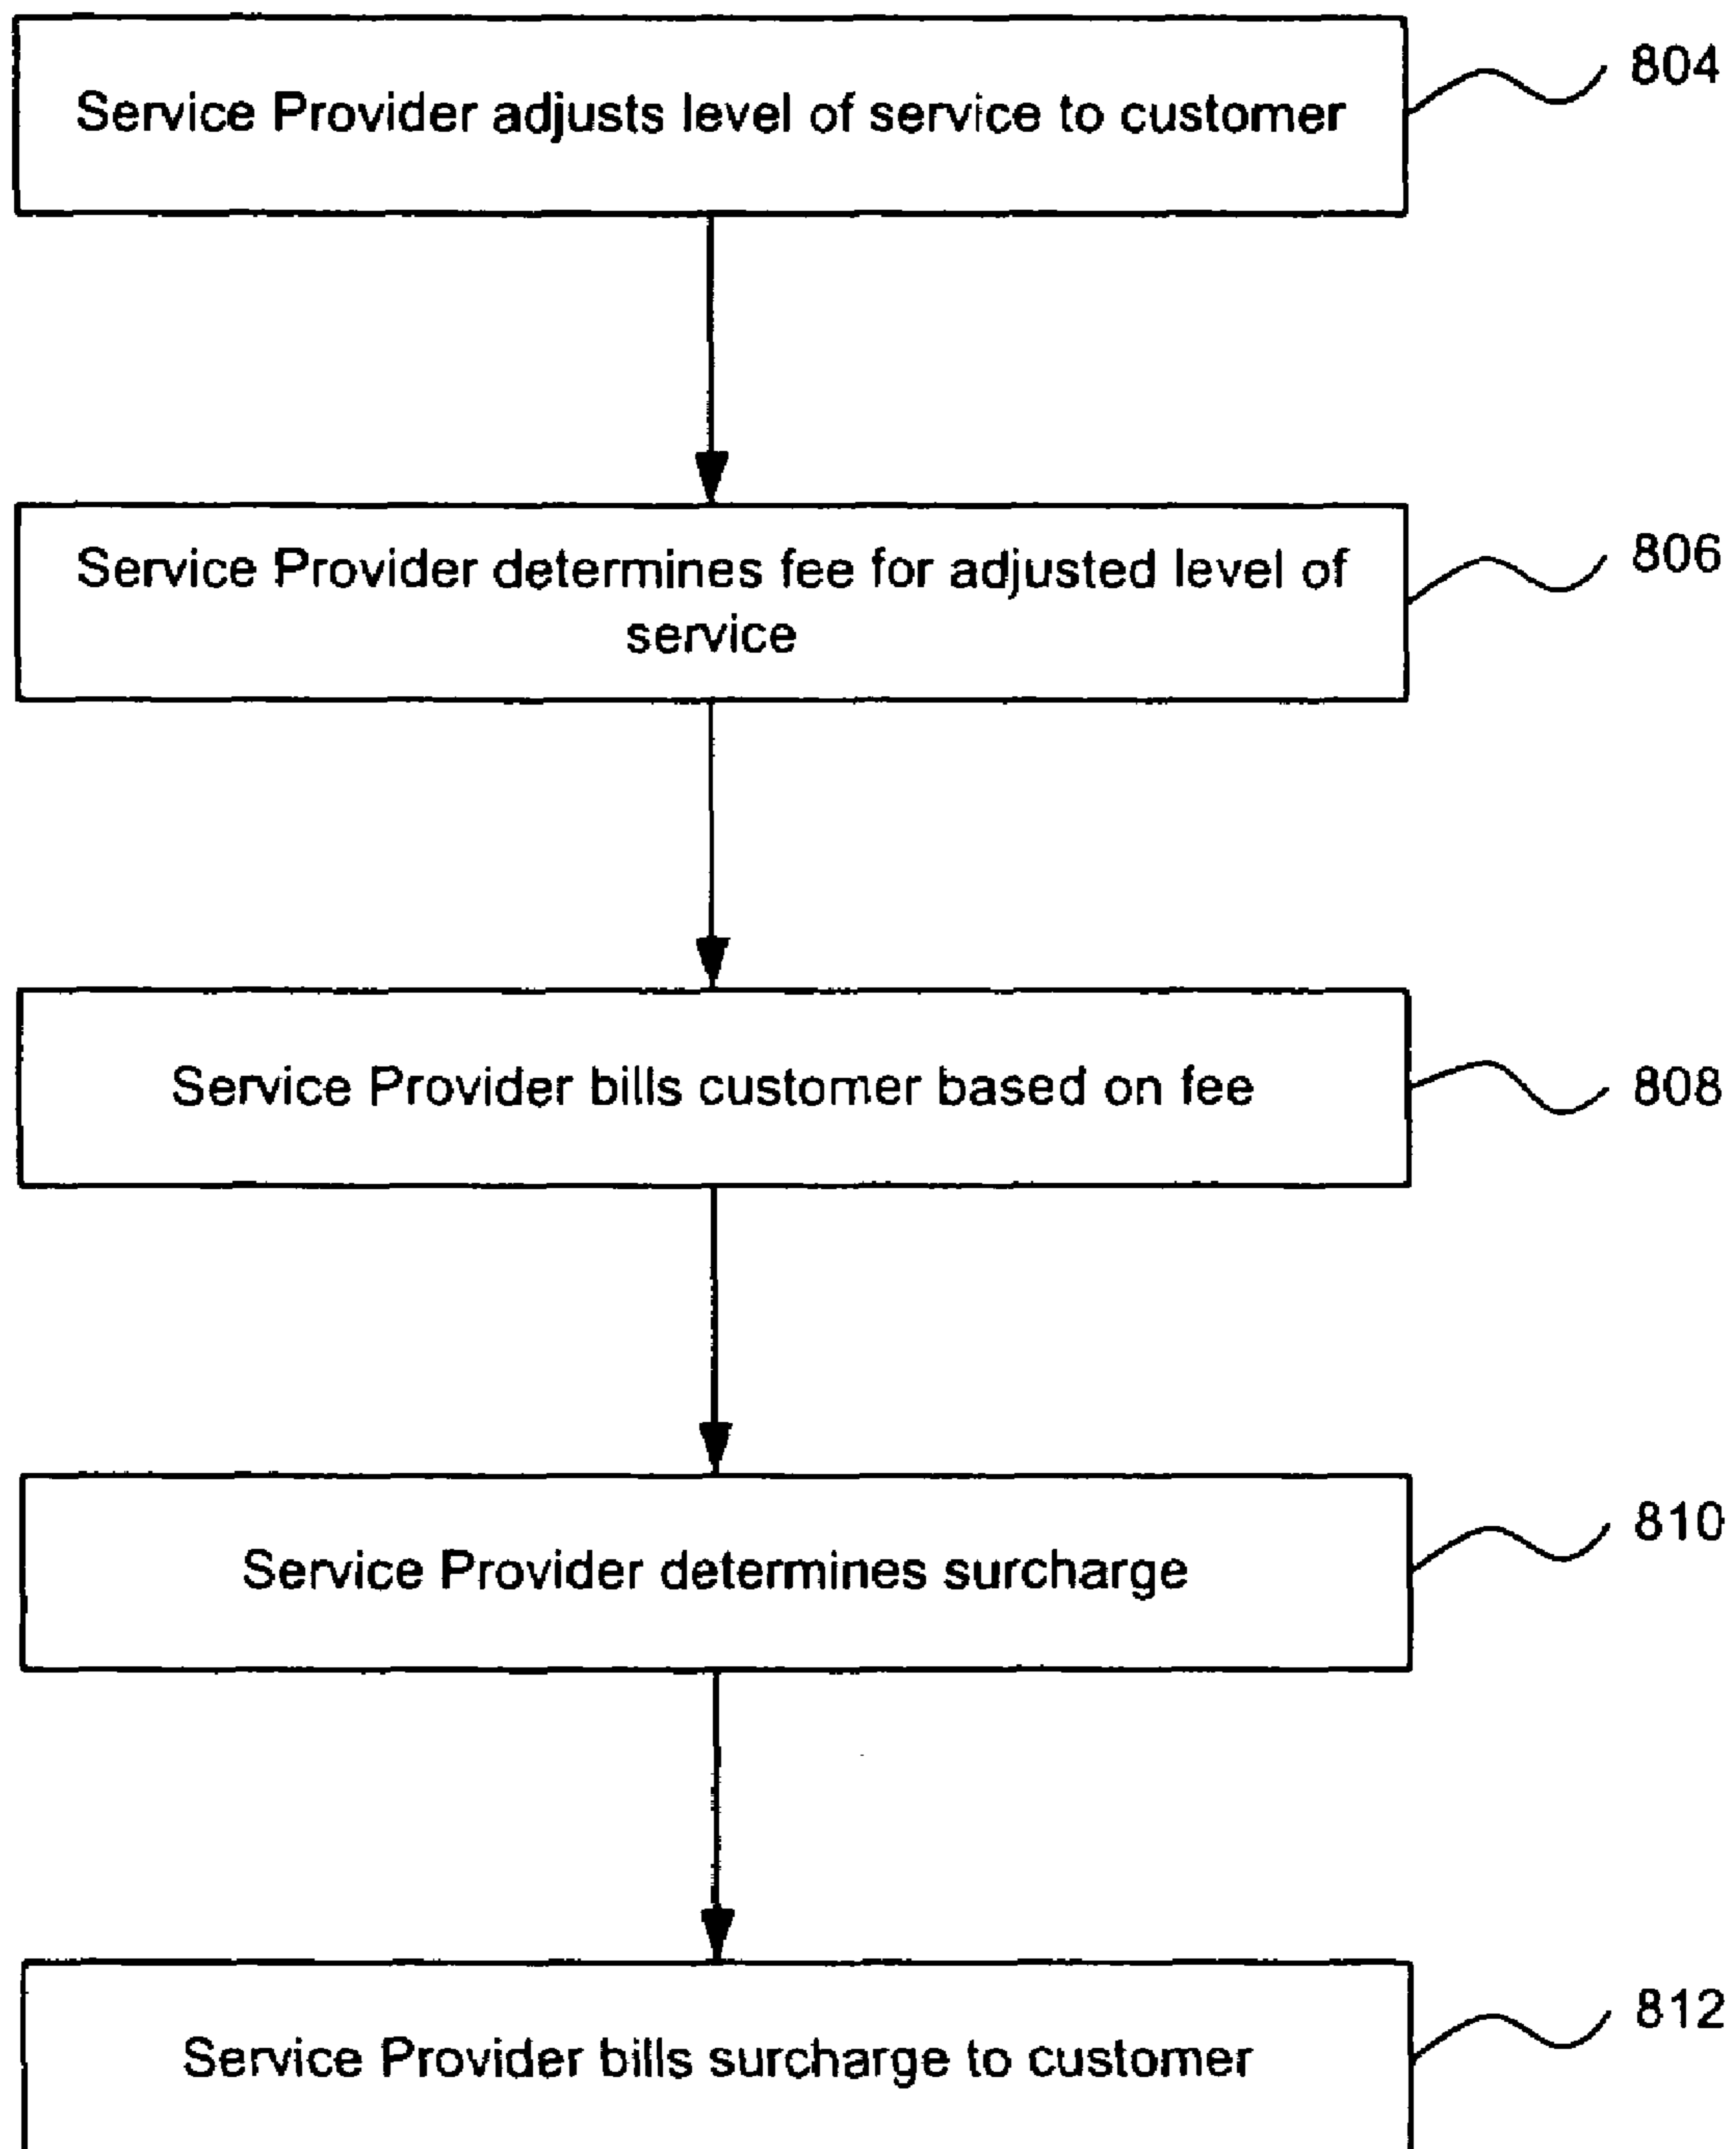 804
Service Provider adjusts level of service to customer
806
Service Provider determines fee for adjusted level of
service
808
Service Provider bills customer based on fee
810
Service Provider determines surcharge
812
Service Provider bills surcharge to customer